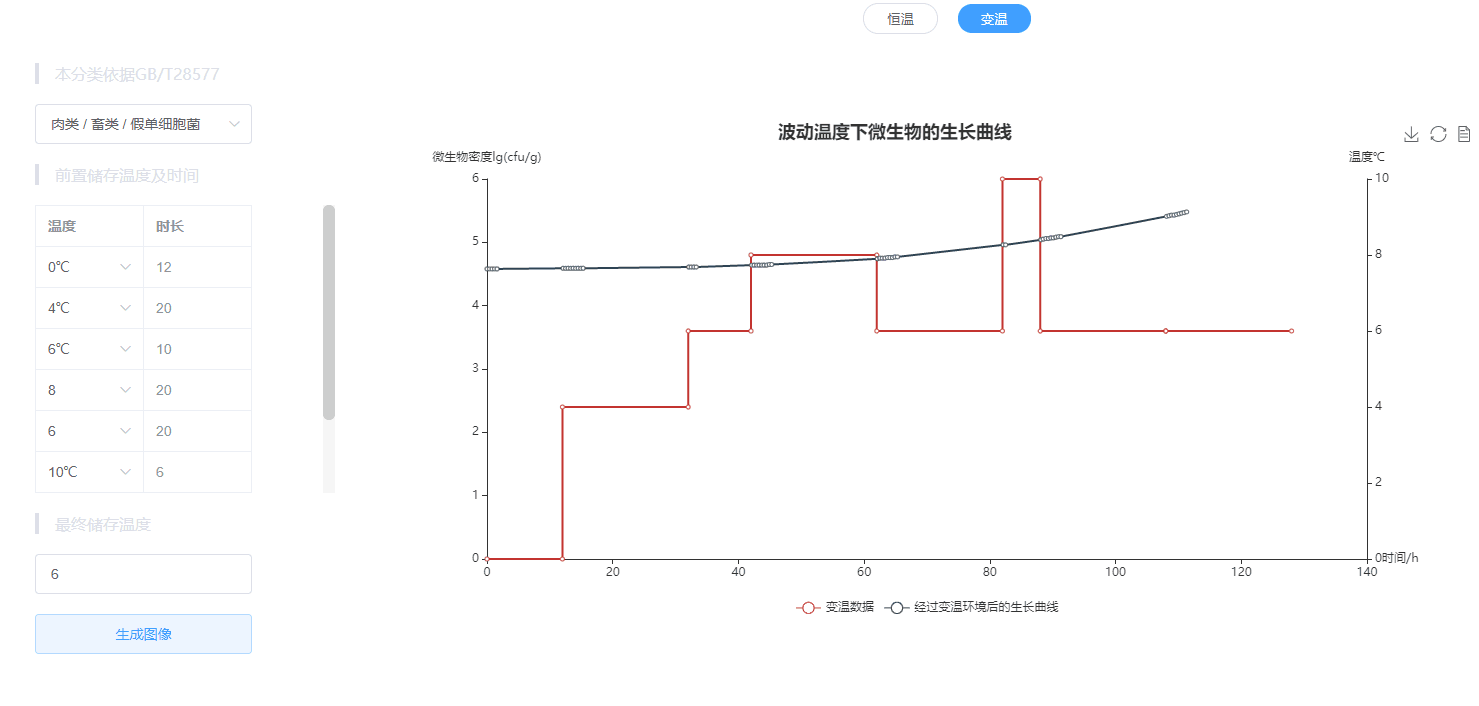 恒温 变温
本分类依据GB/T28577
肉类 / 畜类 / 假单细胞菌
前置储存温度及时间
温度 时长
0℃ 12
4℃ 20
6℃ 10
8 20
6 20
10℃ 6
最终储存温度
6
生成图像
波动温度下微生物的生长曲线
微生物密度lg(cfu/g) 温度℃
6 10
5 8
4 6
3
2 4
1 2
0 0时间/h
0 20 40 60 80 100 120 140
变温数据 经过变温环境后的生长曲线